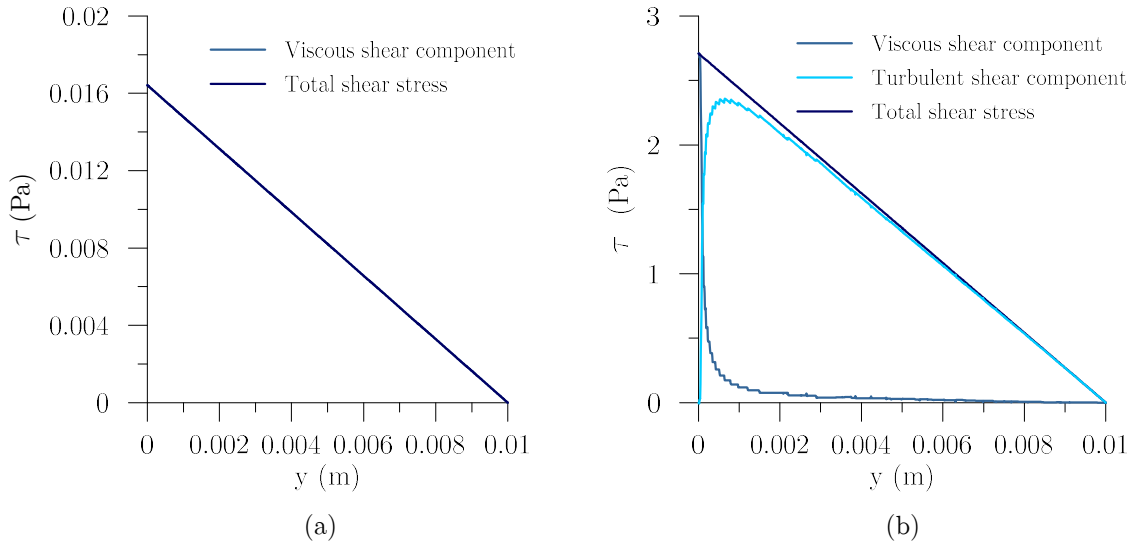 0.02
0.016
0.012
0.008
0.004
0
τ (Pa)
Viscous shear component
Total shear stress
0 0.002 0.004 0.006 0.008 0.01
y (m)
(a)
3
2
1
0
τ (Pa)
Viscous shear component
Turbulent shear component
Total shear stress
0 0.002 0.004 0.006 0.008 0.01
y (m)
(b)